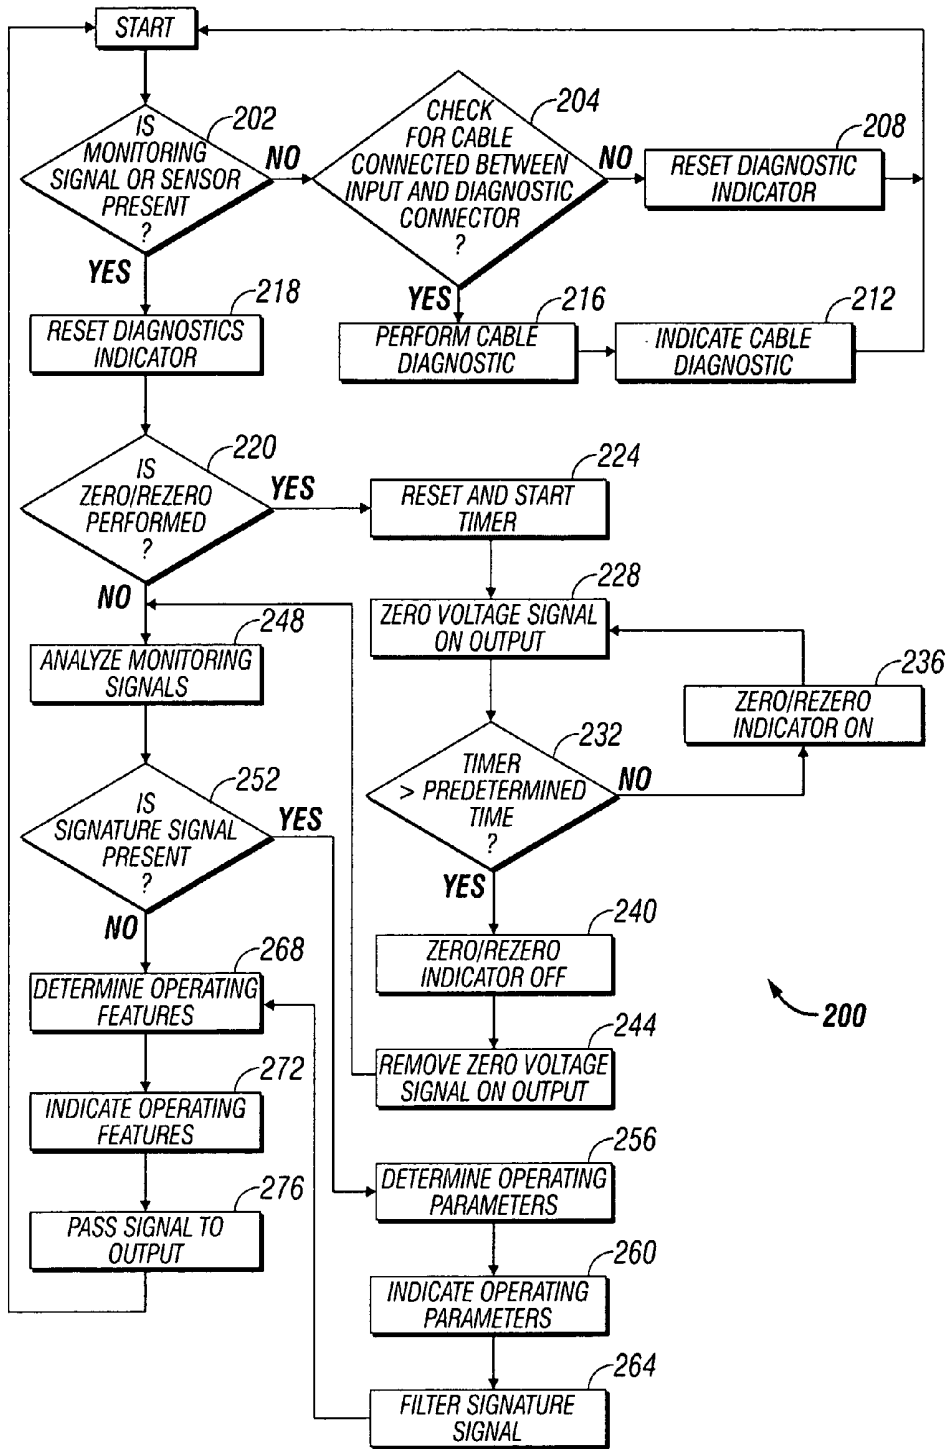 START
202
IS
MONITORING
SIGNAL OR SENSOR
PRESENT
?
NO
YES
204
CHECK
FOR CABLE
CONNECTED BETWEEN
INPUT AND DIAGNOSTIC
CONNECTOR
?
NO
YES
208
RESET DIAGNOSTIC
INDICATOR
216
PERFORM CABLE
DIAGNOSTIC
212
INDICATE CABLE
DIAGNOSTIC
218
RESET DIAGNOSTICS
INDICATOR
220
IS
ZERO/REZERO
PERFORMED
?
YES
NO
224
RESET AND START
TIMER
228
ZERO VOLTAGE SIGNAL
ON OUTPUT
236
ZERO/REZERO
INDICATOR ON
232
TIMER
> PREDETERMINED
TIME
?
NO
YES
240
ZERO/REZERO
INDICATOR OFF
244
REMOVE ZERO VOLTAGE
SIGNAL ON OUTPUT
248
ANALYZE MONITORING
SIGNALS
252
IS
SIGNATURE SIGNAL
PRESENT
?
YES
NO
268
DETERMINE OPERATING
FEATURES
272
INDICATE OPERATING
FEATURES
276
PASS SIGNAL TO
OUTPUT
256
DETERMINE OPERATING
PARAMETERS
260
INDICATE OPERATING
PARAMETERS
264
FILTER SIGNATURE
SIGNAL
200